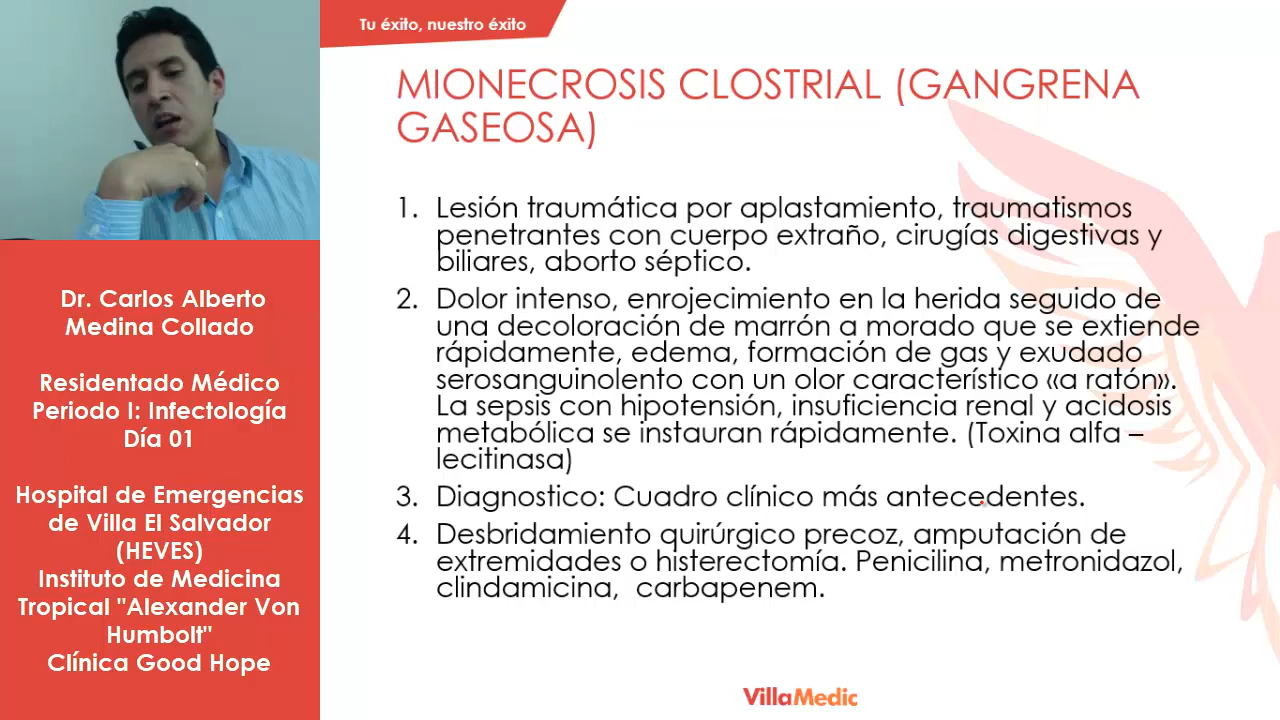 Tu éxito, nuestro éxito
MIONECROSIS CLOSTRIAL (GANGRENA
GASEOSA)
1. Lesión traumática por aplastamiento, traumatismos
penetrantes con cuerpo extraño, cirugías digestivas y
biliares, aborto séptico.
2. Dolor intenso, enrojecimiento en la herida seguido de
una decoloración de marrón a morado que se extiende
rápidamente, edema, formación de gas y exudado
serosanguinolento con un olor característico «a ratón».
La sepsis con hipotensión, insuficiencia renal y acidosis
metabólica se instauran rápidamente. (Toxina alfa –
lecitinasa)
3. Diagnostico: Cuadro clínico más antecedentes.
4. Desbridamiento quirúrgico precoz, amputación de
extremidades o histerectomía. Penicilina, metronidazol,
clindamicina, carbapenem.
Dr. Carlos Alberto
Medina Collado
Residentado Médico
Periodo I: Infectología
Día 01
Hospital de Emergencias
de Villa El Salvador
(HEVES)
Instituto de Medicina
Tropical "Alexander Von
Humbolt"
Clínica Good Hope
VillaMedic